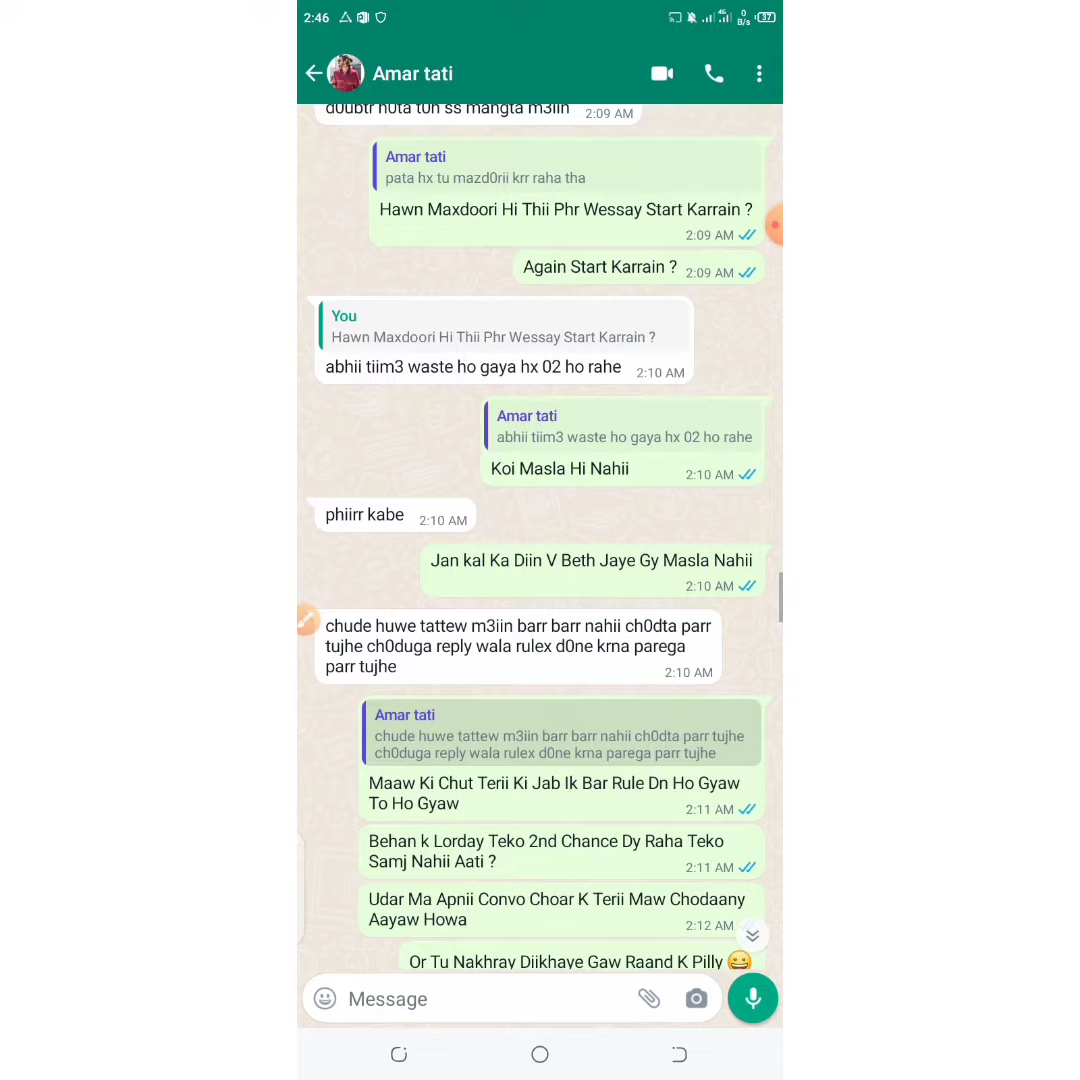 2:46
4G
0
B/s
37
Amar tati
d0ubtr h0ta t0h ss mangta m3iin 2:09 AM
Amar tati
pata hx tu mazd0rii krr raha tha
Hawn Maxdoori Hi Thii Phr Wessay Start Karrain ?
2:09 AM
Again Start Karrain ? 2:09 AM
You
Hawn Maxdoori Hi Thii Phr Wessay Start Karrain ?
abhii tiim3 waste ho gaya hx 02 ho rahe 2:10 AM
Amar tati
abhii tiim3 waste ho gaya hx 02 ho rahe
Koi Masla Hi Nahii 2:10 AM
phiirr kabe 2:10 AM
Jan kal Ka Diin V Beth Jaye Gy Masla Nahii
2:10 AM
chude huwe tattew m3iin barr barr nahii ch0dta parr
tujhe ch0duga reply wala rulex d0ne krna parega
parr tujhe 2:10 AM
Amar tati
chude huwe tattew m3iin barr barr nahii ch0dta parr tujhe
ch0duga reply wala rulex d0ne krna parega parr tujhe
Maaw Ki Chut Terii Ki Jab Ik Bar Rule Dn Ho Gyaw
To Ho Gyaw 2:11 AM
Behan k Lorday Teko 2nd Chance Dy Raha Teko
Samj Nahii Aati ? 2:11 AM
Udar Ma Apnii Convo Choar K Terii Maw Chodaany
Aayaw Howa 2:12 AM
Or Tu Nakhray Diikhaye Gaw Raand K Pilly 😀
Message